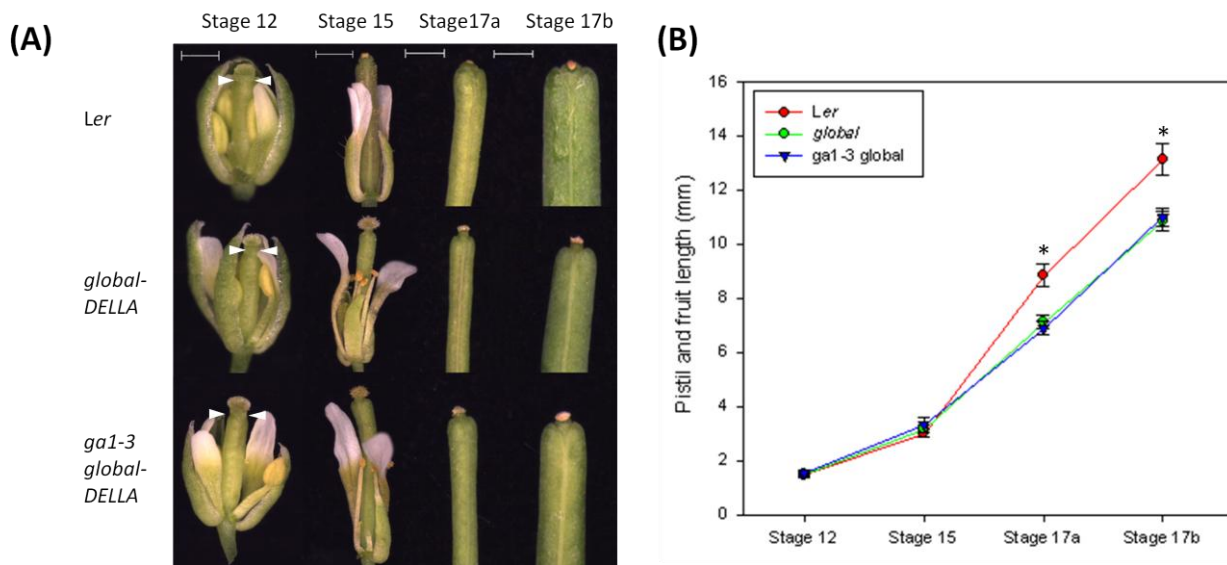 (A)
Stage 12 Stage 15 Stage17a Stage 17b
Ler
global-
DELLA
ga1-3
global-
DELLA
(B)
Pistil and fruit length (mm)
16
14
12
10
8
6
4
2
0
Ler
global
ga1-3 global
*
*
Stage 12 Stage 15 Stage 17a Stage 17b